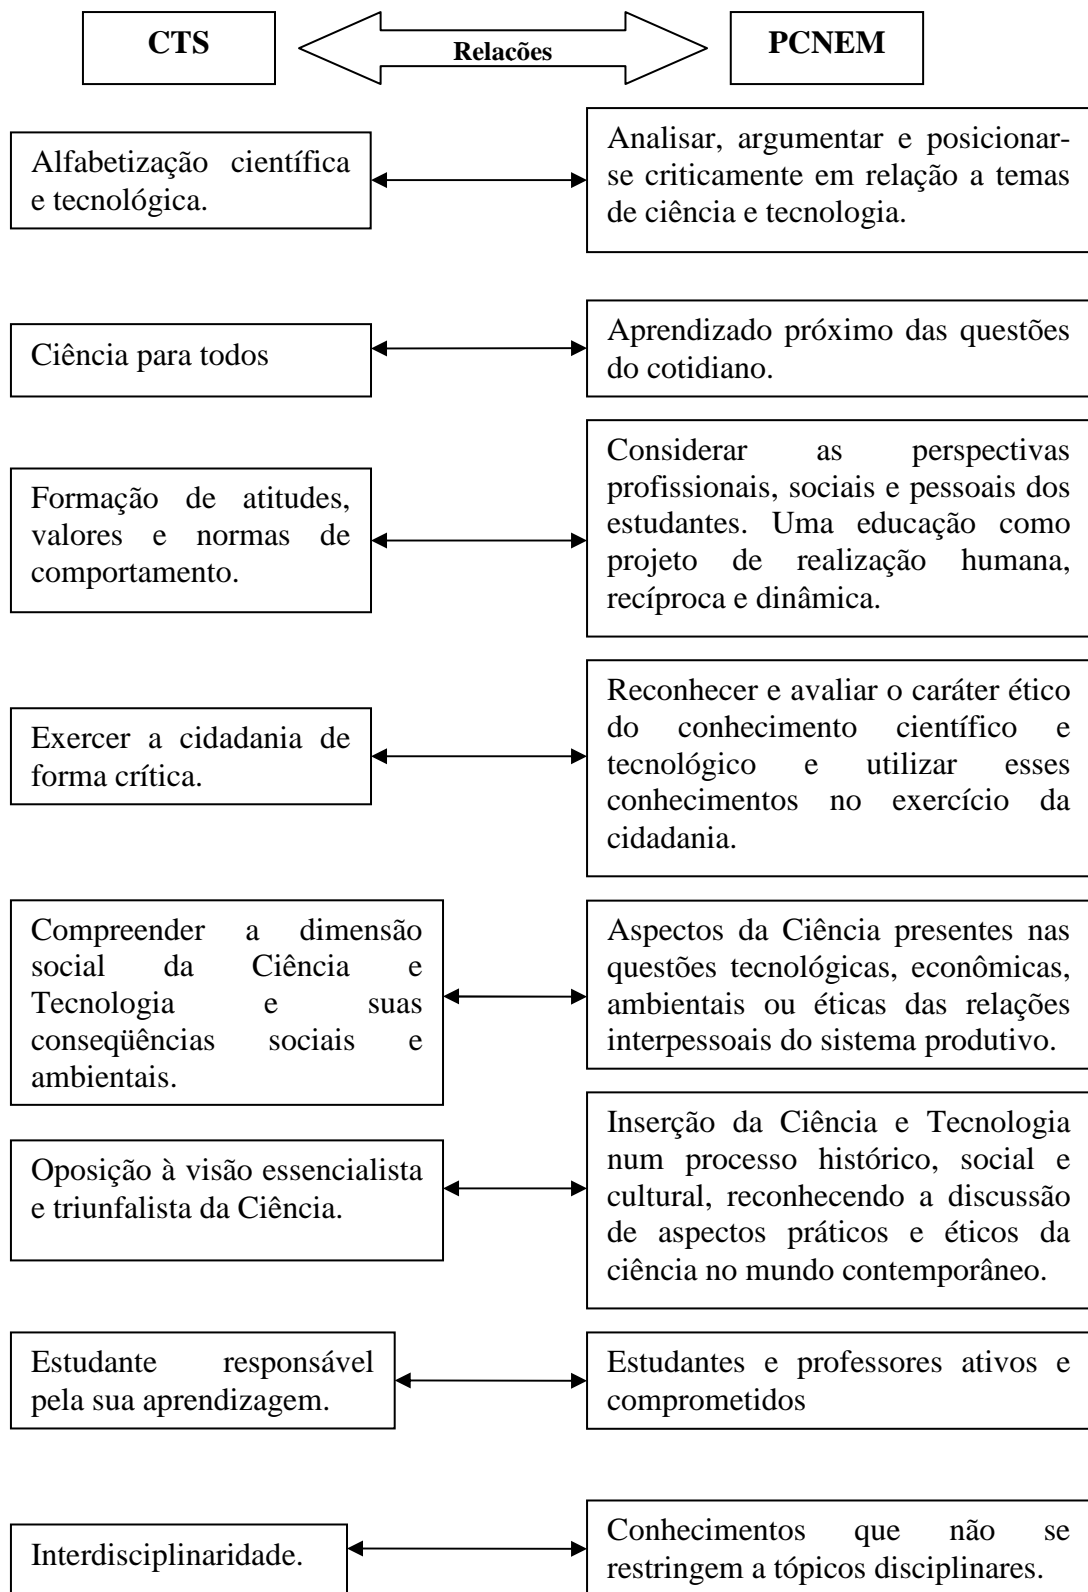 CTS
Relacões
PCNEM
Alfabetização científica
e tecnológica.
Analisar, argumentar e posicionar-
se criticamente em relação a temas
de ciência e tecnologia.
Ciência para todos
Aprendizado próximo das questões
do cotidiano.
Formação de atitudes,
valores e normas de
comportamento.
Considerar as perspectivas
profissionais, sociais e pessoais dos
estudantes. Uma educação como
projeto de realização humana,
recíproca e dinâmica.
Exercer a cidadania de
forma crítica.
Reconhecer e avaliar o caráter ético
do conhecimento científico e
tecnológico e utilizar esses
conhecimentos no exercício da
cidadania.
Compreender a dimensão
social da Ciência e
Tecnologia e suas
conseqüências sociais e
ambientais.
Aspectos da Ciência presentes nas
questões tecnológicas, econômicas,
ambientais ou éticas das relações
interpessoais do sistema produtivo.
Oposição à visão essencialista
e triunfalista da Ciência.
Inserção da Ciência e Tecnologia
num processo histórico, social e
cultural, reconhecendo a discussão
de aspectos práticos e éticos da
ciência no mundo contemporâneo.
Estudante responsável
pela sua aprendizagem.
Estudantes e professores ativos e
comprometidos
Interdisciplinaridade.
Conhecimentos que não se
restringem a tópicos disciplinares.